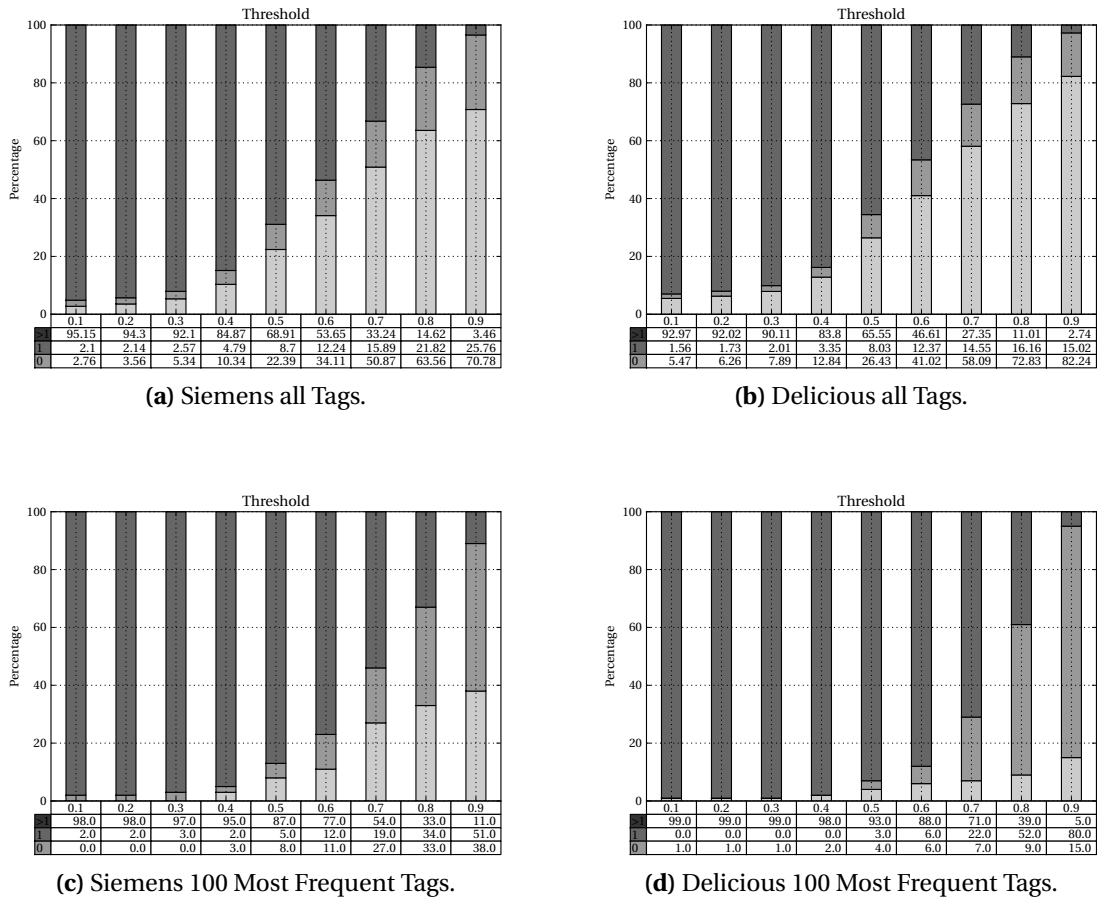 Threshold
100
80
60
40
20
0
Percentage
0.1 0.2 0.3 0.4 0.5 0.6 0.7 0.8 0.9
>1 95.15 94.3 92.1 84.87 68.91 53.65 33.24 14.62 3.46
1 2.1 2.14 2.57 4.79 8.7 12.24 15.89 21.82 25.76
0 2.76 3.56 5.34 10.34 22.39 34.11 50.87 63.56 70.78
(a) Siemens all Tags.
Threshold
100
80
60
40
20
0
Percentage
0.1 0.2 0.3 0.4 0.5 0.6 0.7 0.8 0.9
>1 92.97 92.02 90.11 83.8 65.55 46.61 27.35 11.01 2.74
1 1.56 1.73 2.01 3.35 8.03 12.37 14.55 16.16 15.02
0 5.47 6.26 7.89 12.84 26.43 41.02 58.09 72.83 82.24
(b) Delicious all Tags.
Threshold
100
80
60
40
20
0
Percentage
0.1 0.2 0.3 0.4 0.5 0.6 0.7 0.8 0.9
>1 98.0 98.0 97.0 95.0 87.0 77.0 54.0 33.0 11.0
1 2.0 2.0 3.0 2.0 5.0 12.0 19.0 34.0 51.0
0 0.0 0.0 0.0 3.0 8.0 11.0 27.0 33.0 38.0
(c) Siemens 100 Most Frequent Tags.
Threshold
100
80
60
40
20
0
Percentage
0.1 0.2 0.3 0.4 0.5 0.6 0.7 0.8 0.9
>1 99.0 99.0 99.0 98.0 93.0 88.0 71.0 39.0 5.0
1 0.0 0.0 0.0 0.0 3.0 6.0 22.0 52.0 80.0
0 1.0 1.0 1.0 2.0 4.0 6.0 7.0 9.0 15.0
(d) Delicious 100 Most Frequent Tags.